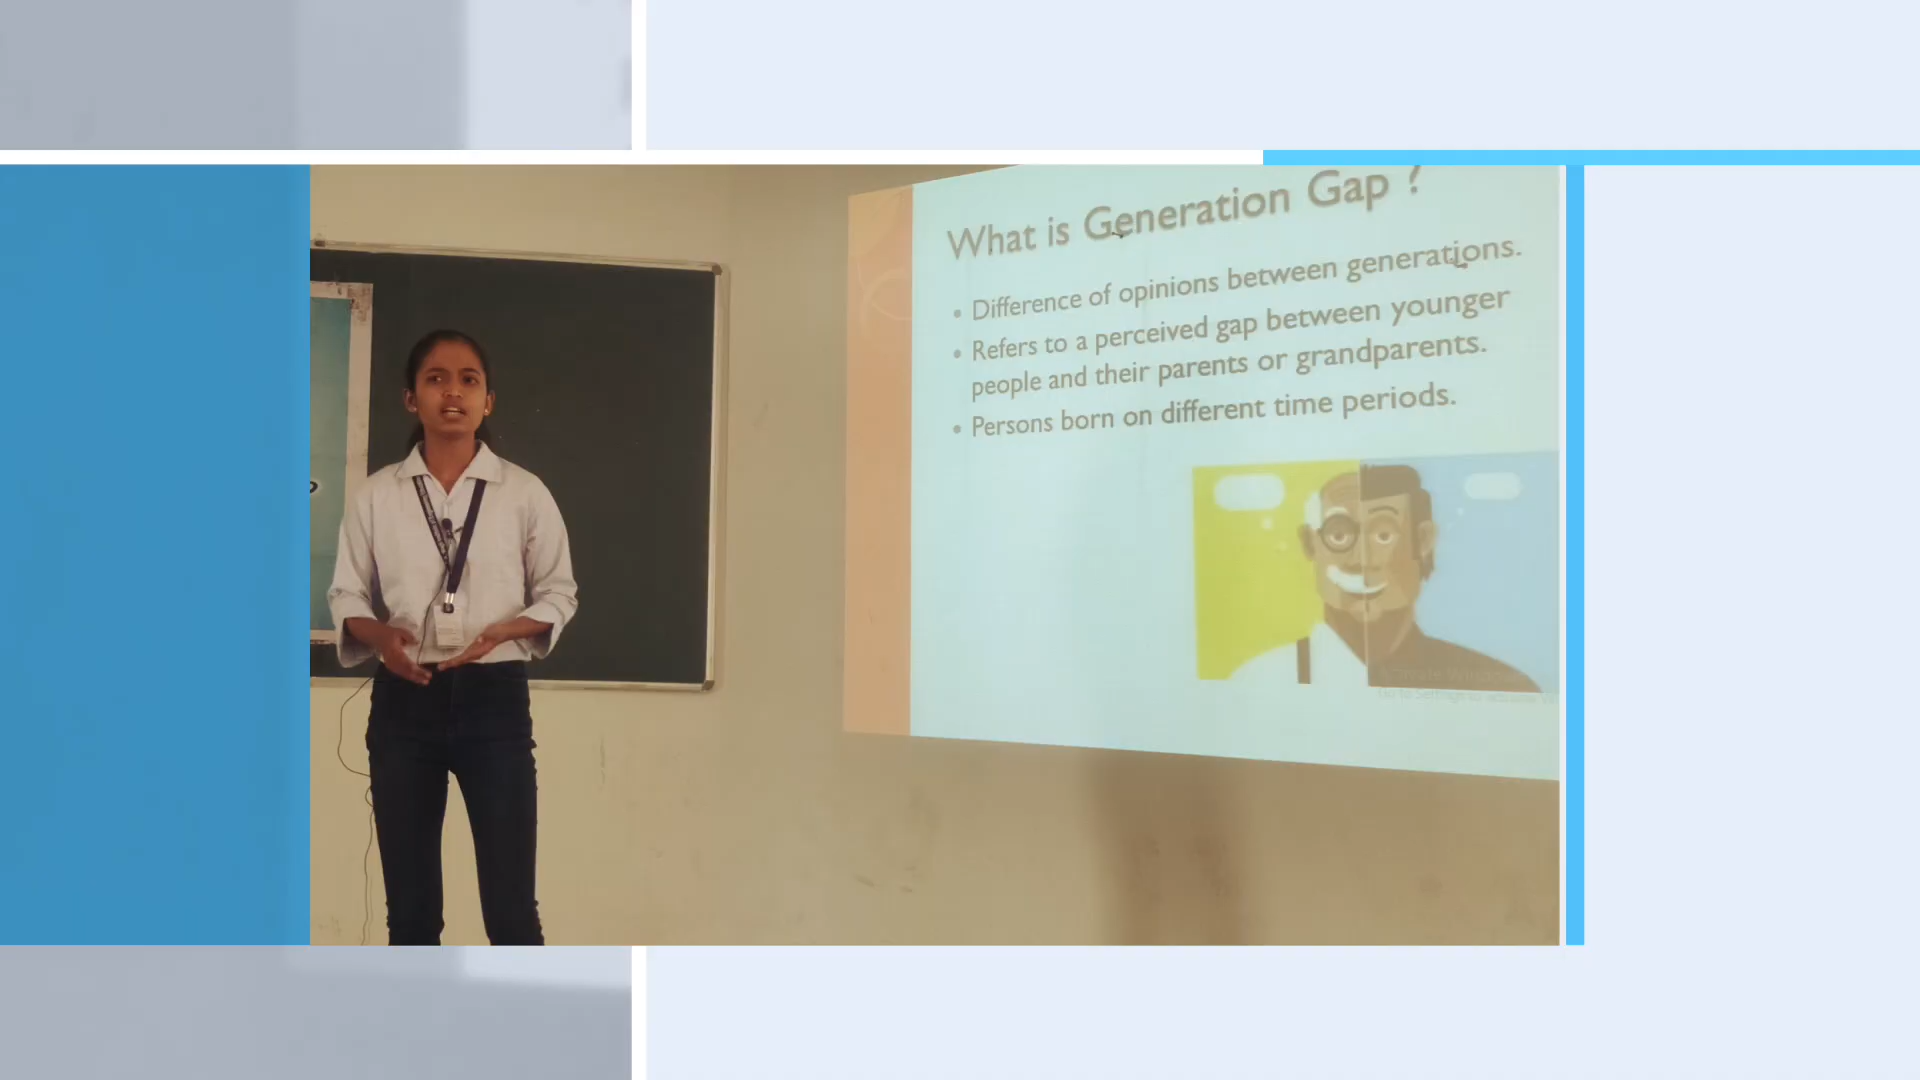 What is Generation Gap ?
• Difference of opinions between generations.
• Refers to a perceived gap between younger
people and their parents or grandparents.
• Persons born on different time periods.